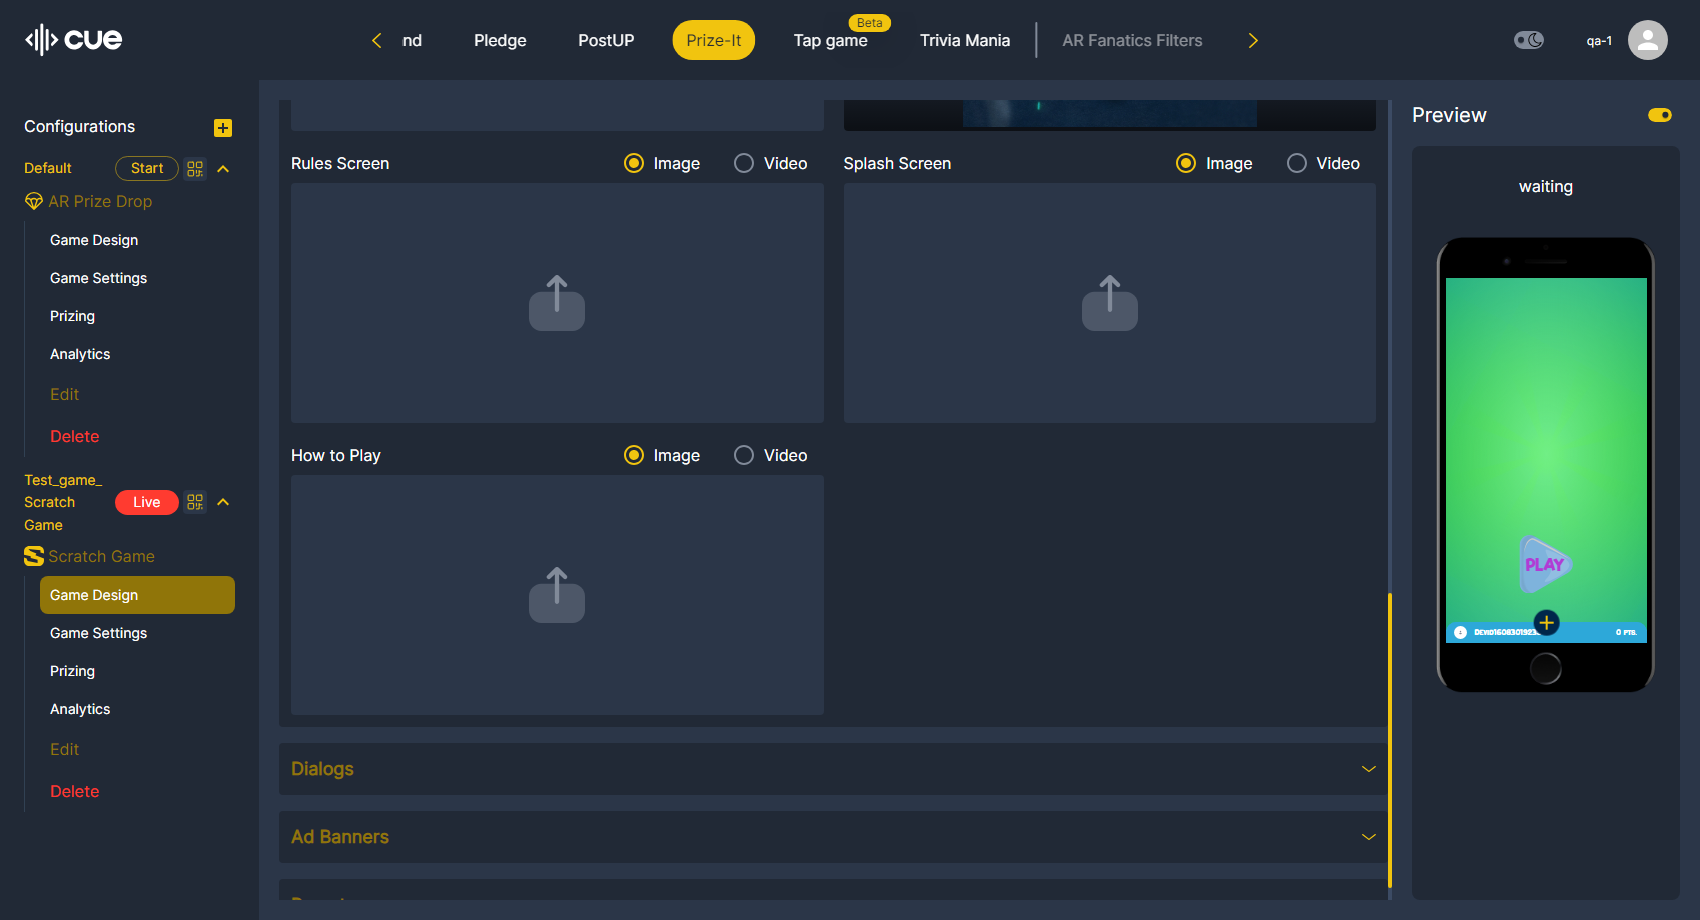 cue
nd
Pledge
PostUP
Prize-It
Beta
Tap game
Trivia Mania
AR Fanatics Filters
qa-1
Configurations
Default
Start
AR Prize Drop
Game Design
Game Settings
Prizing
Analytics
Edit
Delete
Test_game_
Scratch
Game
Live
Scratch Game
Game Design
Game Settings
Prizing
Analytics
Edit
Delete
Rules Screen
Image
Video
Splash Screen
Image
Video
How to Play
Image
Video
Dialogs
Ad Banners
Preview
waiting
PLAY
0 PTS.